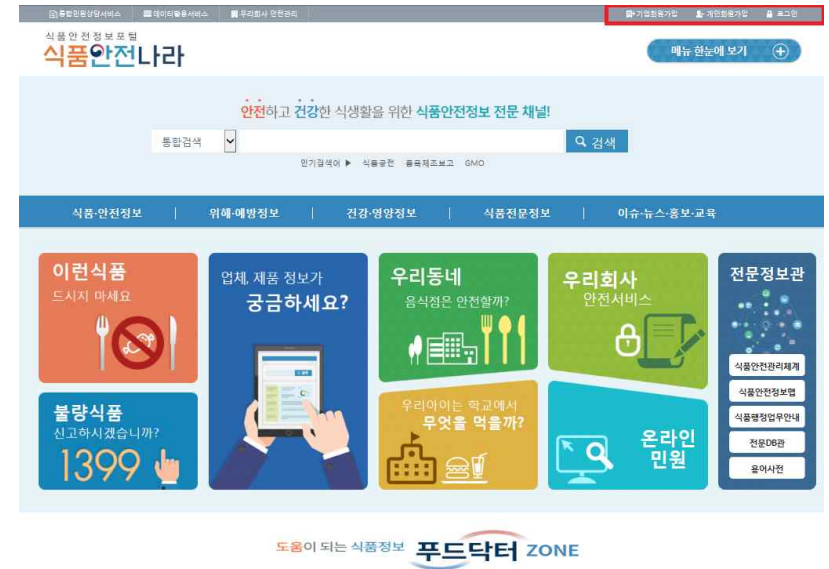 통합민원상담서비스 데이터활용서비스 우리회사 안전관리 기업회원가입 개인회원가입 로그인
식품안전정보포털
식품안전나라
메뉴 한눈에 보기
안전하고 건강한 식생활을 위한 식품안전정보 전문 채널!
통합검색 검색
인기검색어 ▶ 식품공전 품목제조보고 GMO
식품·안전정보 | 위해·예방정보 | 건강·영양정보 | 식품전문정보 | 이슈·뉴스·홍보·교육
이런식품
드시지 마세요
업체, 제품 정보가
궁금하세요?
우리동네
음식점은 안전할까?
우리회사
안전서비스
전문정보관
식품안전관리체계
식품안전정보맵
식품행정업무안내
전문DB관
용어사전
불량식품
신고하시겠습니까?
1399
우리아이는 학교에서
무엇을 먹을까?
온라인
민원
도움이 되는 식품정보 푸드닥터 ZONE